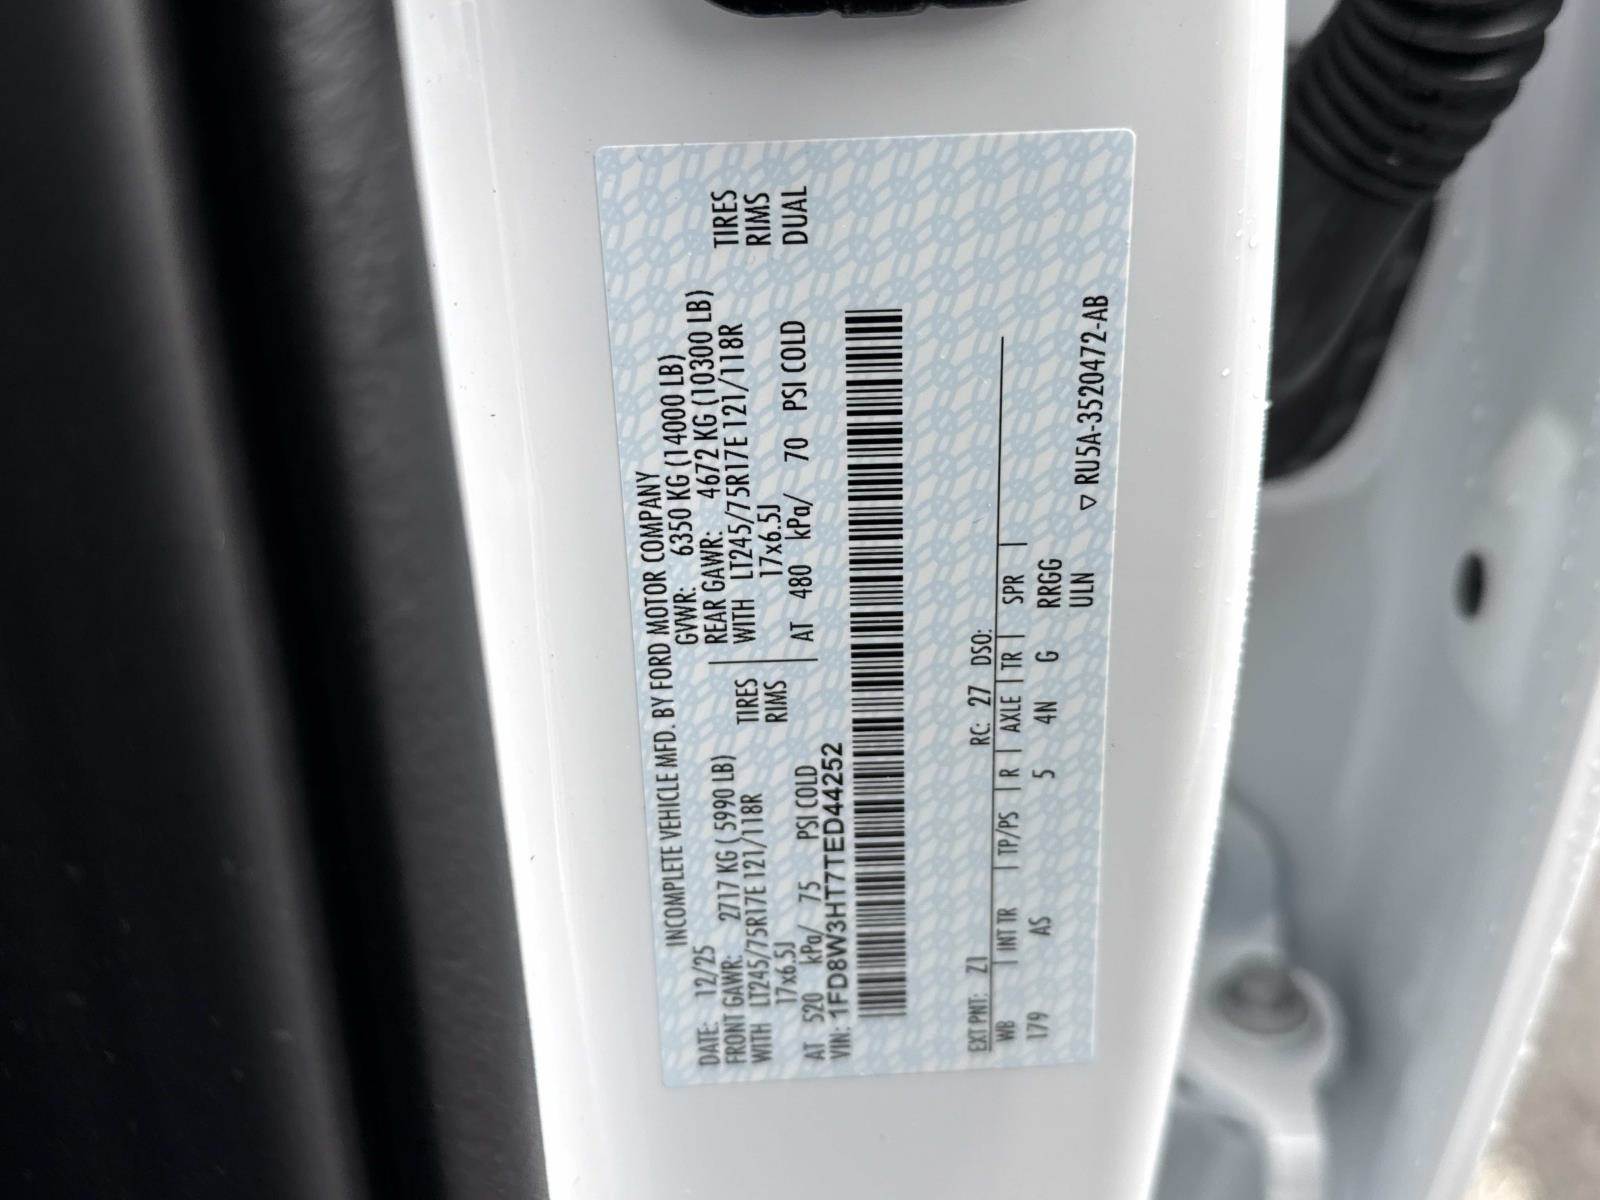 INCOMPLETE VEHICLE MFD. BY FORD MOTOR COMPANY
DATE: 12/25 GVWR: 6350 KG (14000 LB)
FRONT GAWR: 2717 KG ( 5990 LB) REAR GAWR: 4672 KG (10300 LB)
WITH LT245/75R17E 121/118R TIRES WITH LT245/75R17E 121/118R TIRES
17x6.5J RIMS 17x6.5J RIMS
AT 520 kPa/ 75 PSI COLD AT 480 kPa/ 70 PSI COLD DUAL
VIN: 1FD8W3HT7TED44252
EXT PNT: Z1 RC: 27 DSO:
WB INT TR TP/PS R AXLE TR SPR
179 AS 5 4N G RRGG
ULN
▽ RU5A-3520472-AB